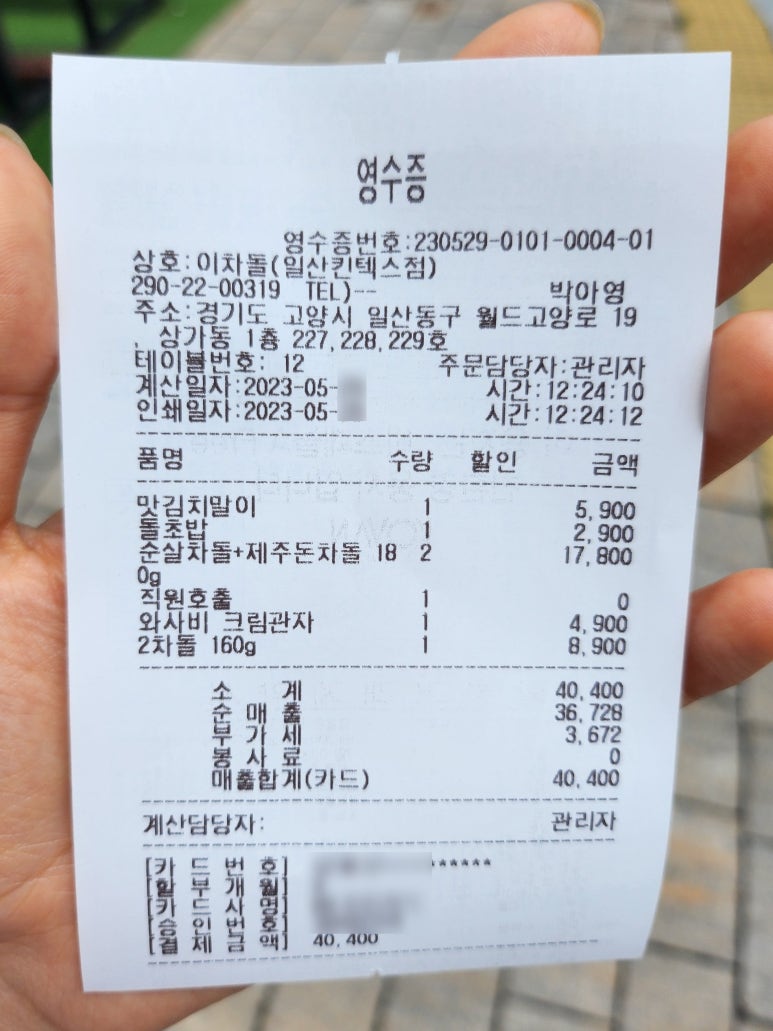 영수증
영수증번호:230529-0101-0004-01
상호:이차돌(일산킨텍스점)
290-22-00319 TEL)-- 박아영
주소:경기도 고양시 일산동구 월드고양로 19
, 상가동 1층 227,228,229호
테이블번호: 12 주문담당자:관리자
계산일자:2023-05- 시간:12:24:10
인쇄일자:2023-05- 시간:12:24:12
품명 수량 할인 금액
맛김치말이 1 5,900
돌초밥 1 2,900
순살차돌+제주돈차돌 18 2 17,800
0g
직원호출 1 0
와사비 크림관자 1 4,900
2차돌 160g 1 8,900
소 계 40,400
순 매 출 36,728
부 가 세 3,672
봉 사 료 0
매출합계(카드) 40,400
계산담당자: 관리자
[카 드 번 호] ******
[할 부 개 월]
[카 드 사 명]
[승 인 번 호]
[결 제 금 액] 40,400